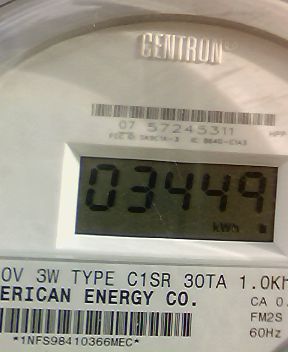 CENTRON®
07 57245311
03449
kWh
0V 3W TYPE C1SR 30TA 1.0Kh
ERICAN ENERGY CO.
CA 0.
FM2S
60Hz
*1NFS98410366MEC*